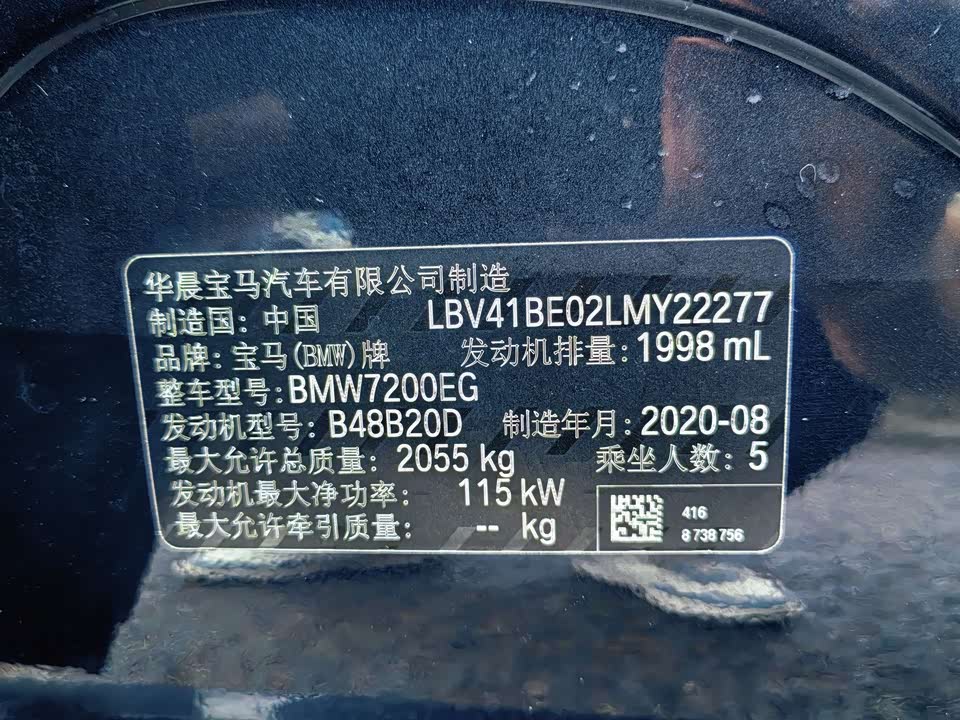 华晨宝马汽车有限公司制造
制造国: 中国 LBV41BE02LMY22277
品牌: 宝马(BMW)牌 发动机排量: 1998 mL
整车型号: BMW7200EG
发动机型号: B48B20D 制造年月: 2020-08
最大允许总质量: 2055 kg 乘坐人数: 5
发动机最大净功率: 115 kW
最大允许牵引质量: -- kg
416
8 738 756